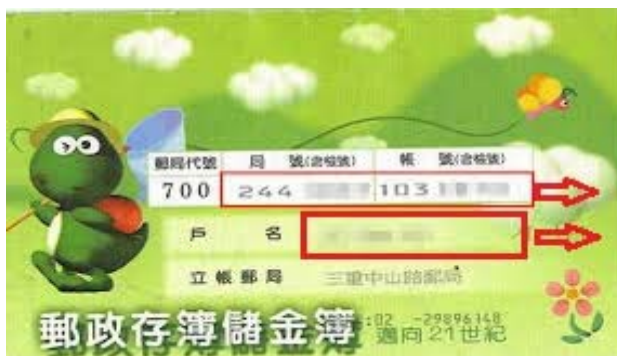 郵局代號 局 號(含檢號) 帳 號(含檢號)
700 244 103
戶 名
立帳郵局 三重中山路郵局
:02 -29896148
郵政存簿儲金簿 邁向21世紀